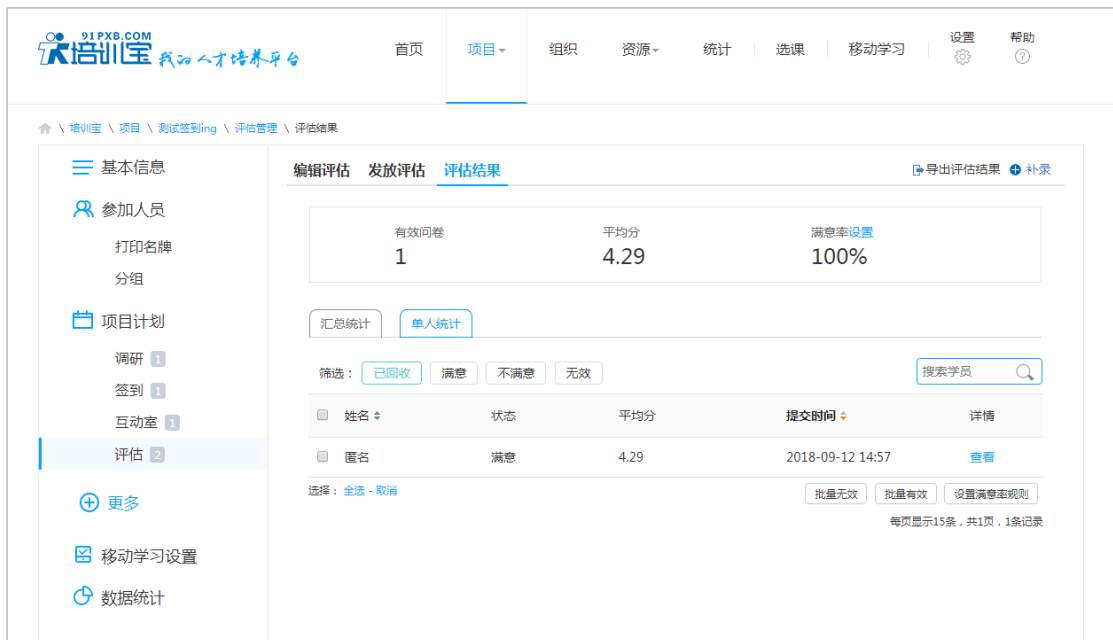 91PXB.COM
培训宝 我的人才培养平台
首页 项目 组织 资源 统计 选课 移动学习 设置 帮助
\ 培训宝 \ 项目 \ 测试签到ing \ 评估管理 \ 评估结果
基本信息
参加人员
打印名牌
分组
项目计划
调研 1
签到 1
互动室 1
评估 2
更多
移动学习设置
数据统计
编辑评估 发放评估 评估结果 导出评估结果 补录
有效问卷 平均分 满意率设置
1 4.29 100%
汇总统计 单人统计
筛选： 已回收 满意 不满意 无效 搜索学员
姓名 状态 平均分 提交时间 详情
匿名 满意 4.29 2018-09-12 14:57 查看
选择： 全选 - 取消 批量无效 批量有效 设置满意率规则
每页显示15条，共1页，1条记录